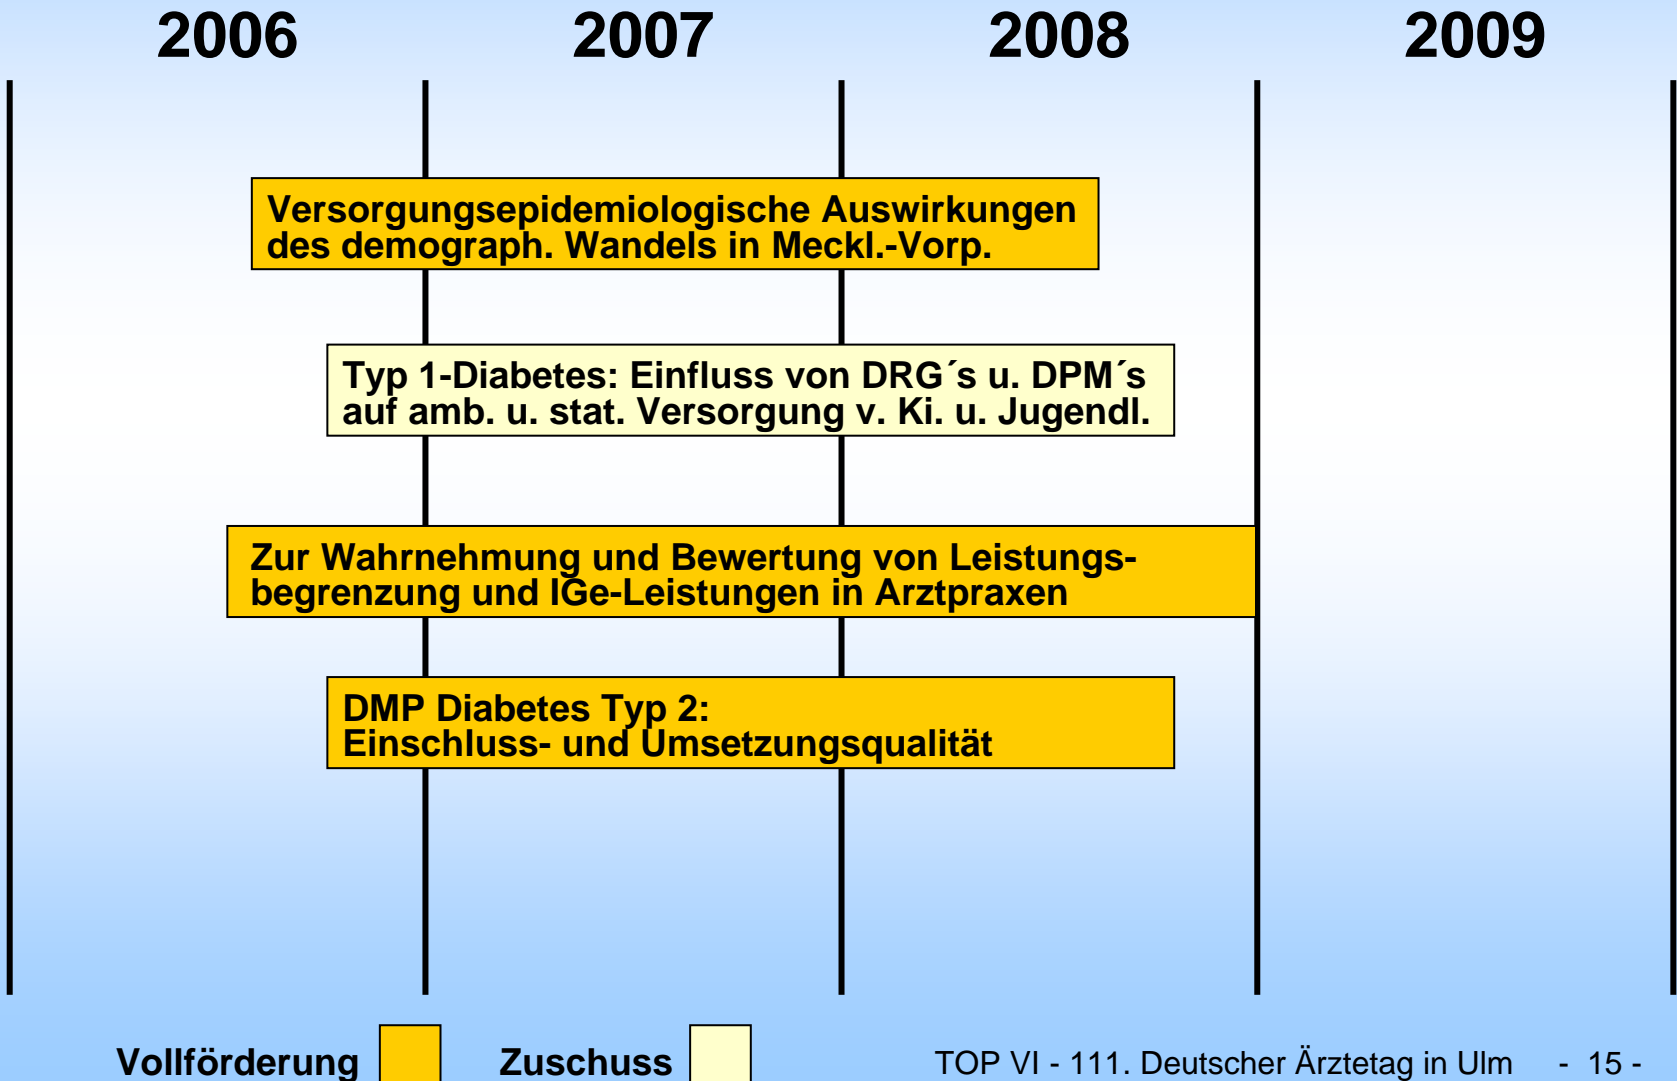 2006 2007 2008 2009
Versorgungsepidemiologische Auswirkungen
des demograph. Wandels in Meckl.-Vorp.
Typ 1-Diabetes: Einfluss von DRG´s u. DPM´s
auf amb. u. stat. Versorgung v. Ki. u. Jugendl.
Zur Wahrnehmung und Bewertung von Leistungs-
begrenzung und IGe-Leistungen in Arztpraxen
DMP Diabetes Typ 2:
Einschluss- und Umsetzungsqualität
Vollförderung Zuschuss TOP VI - 111. Deutscher Ärztetag in Ulm - 15 -